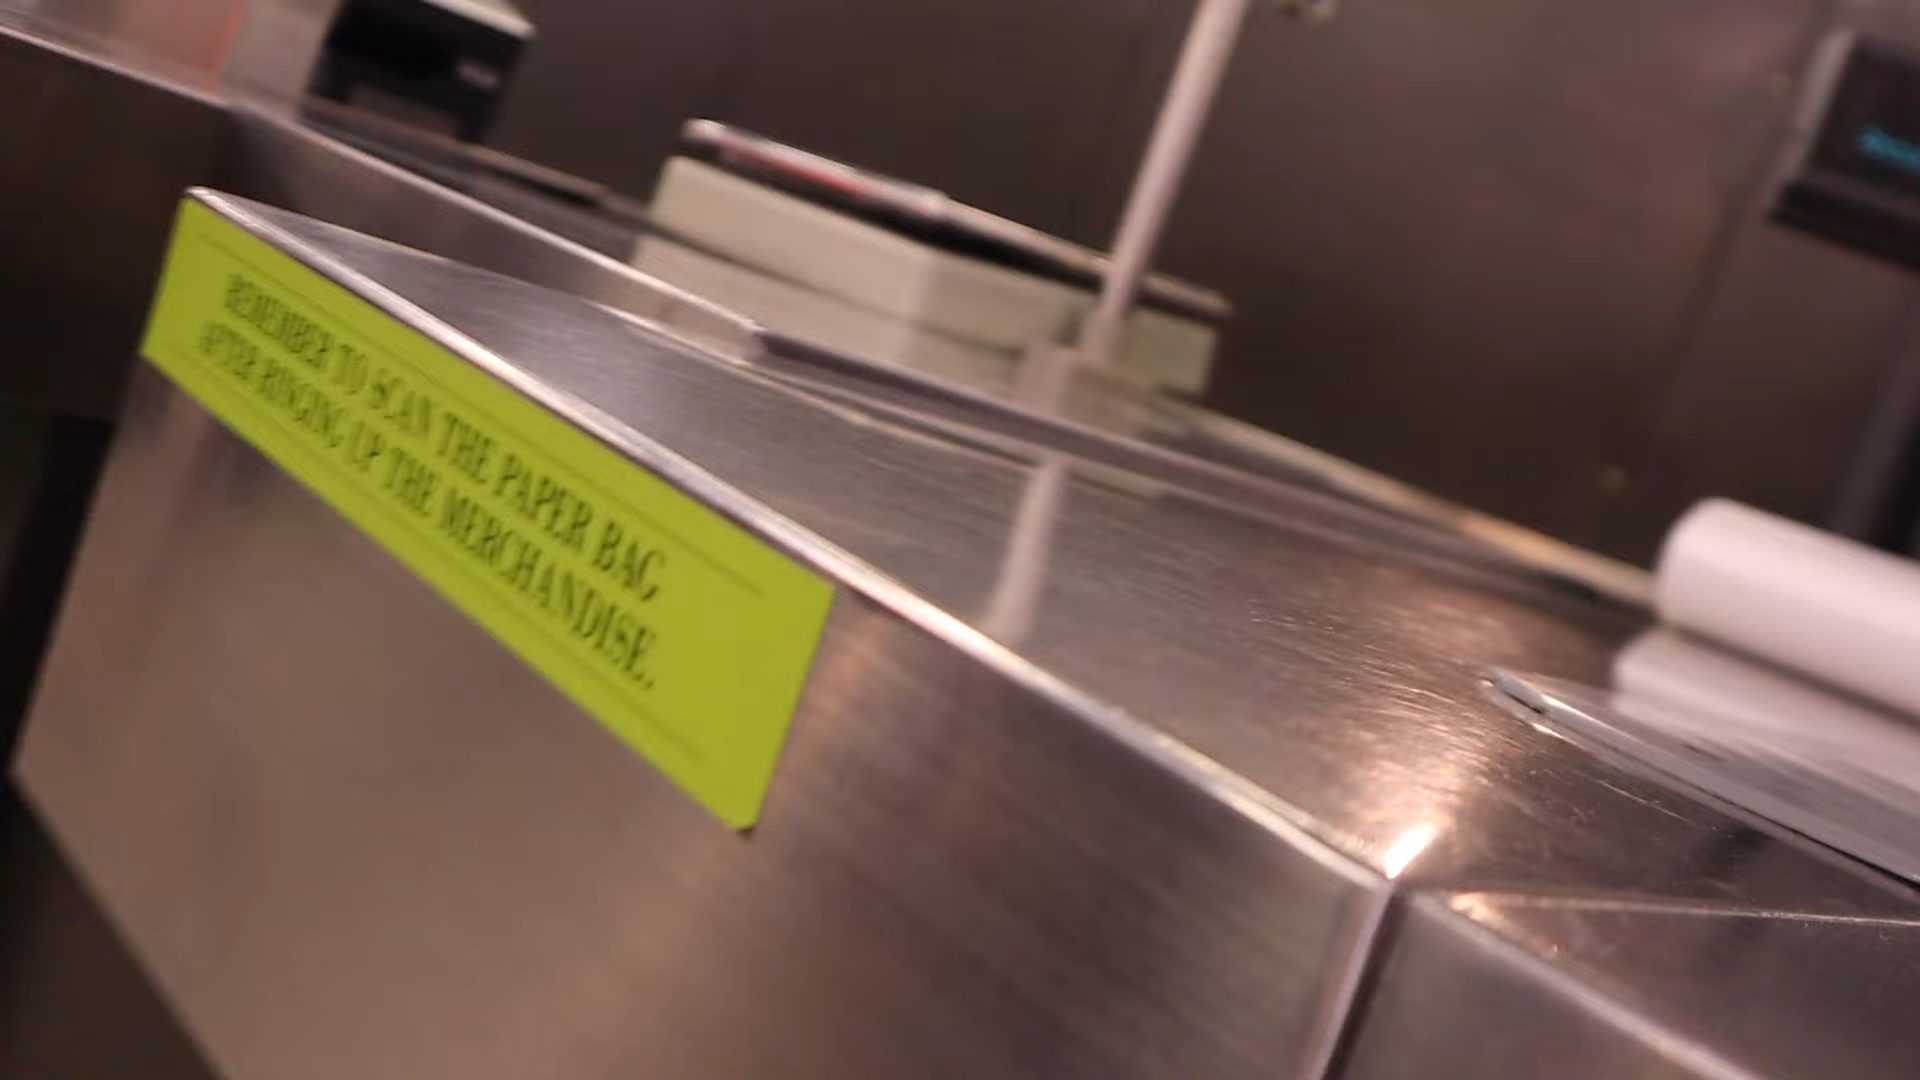 REMEMBER TO SCAN THE PAPER BAG
AFTER RINGING UP THE MERCHANDISE.